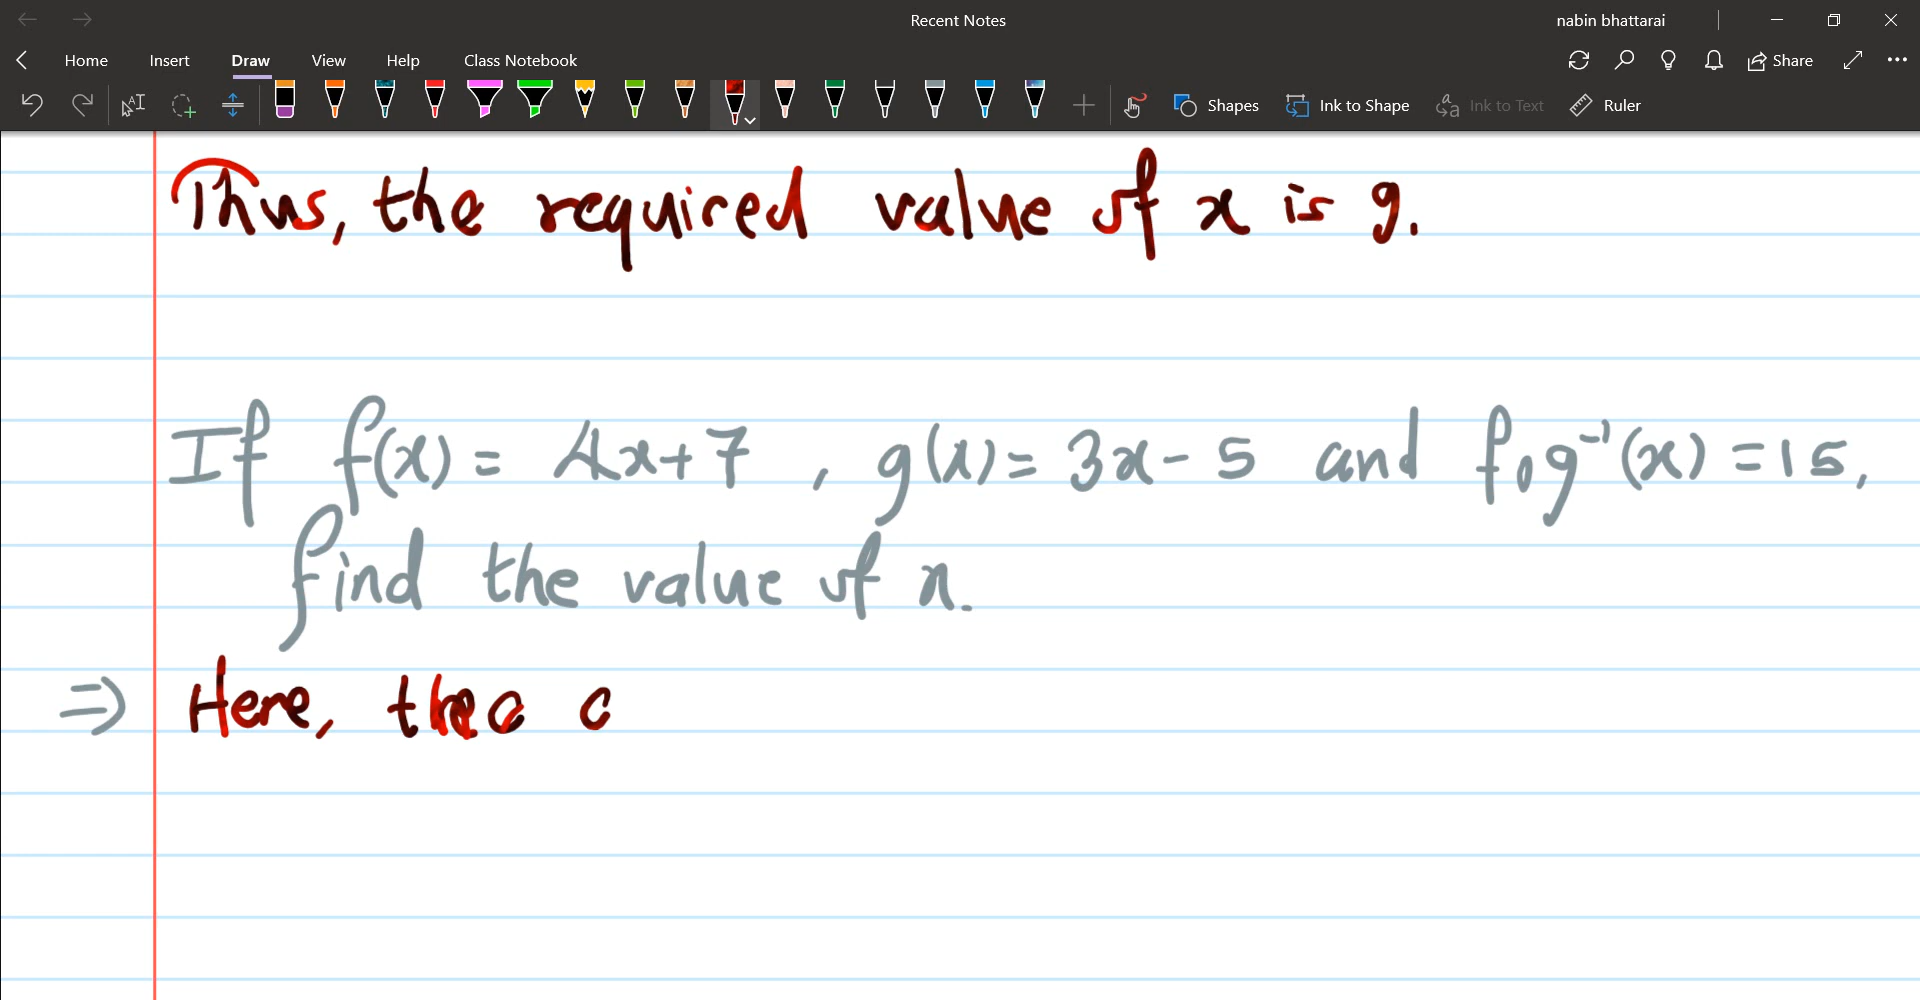 Recent Notes nabin bhattarai
Home Insert Draw View Help Class Notebook Share
Shapes Ink to Shape Ink to Text Ruler
Thus, the required value of x is 9.
If f(x) = 4x+7 , g(x) = 3x - 5 and fog⁻¹(x) = 15,
find the value of x.
⇒ Here,